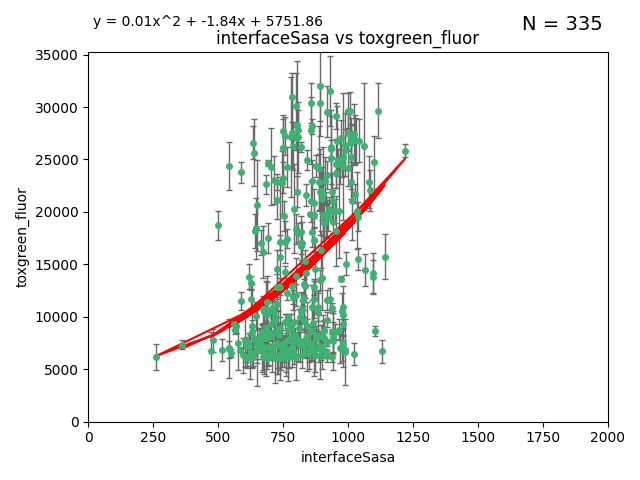 y = 0.01x^2 + -1.84x + 5751.86
N = 335
interfaceSasa vs toxgreen_fluor
35000
30000
25000
20000
15000
10000
5000
0
toxgreen_fluor
0 250 500 750 1000 1250 1500 1750 2000
interfaceSasa